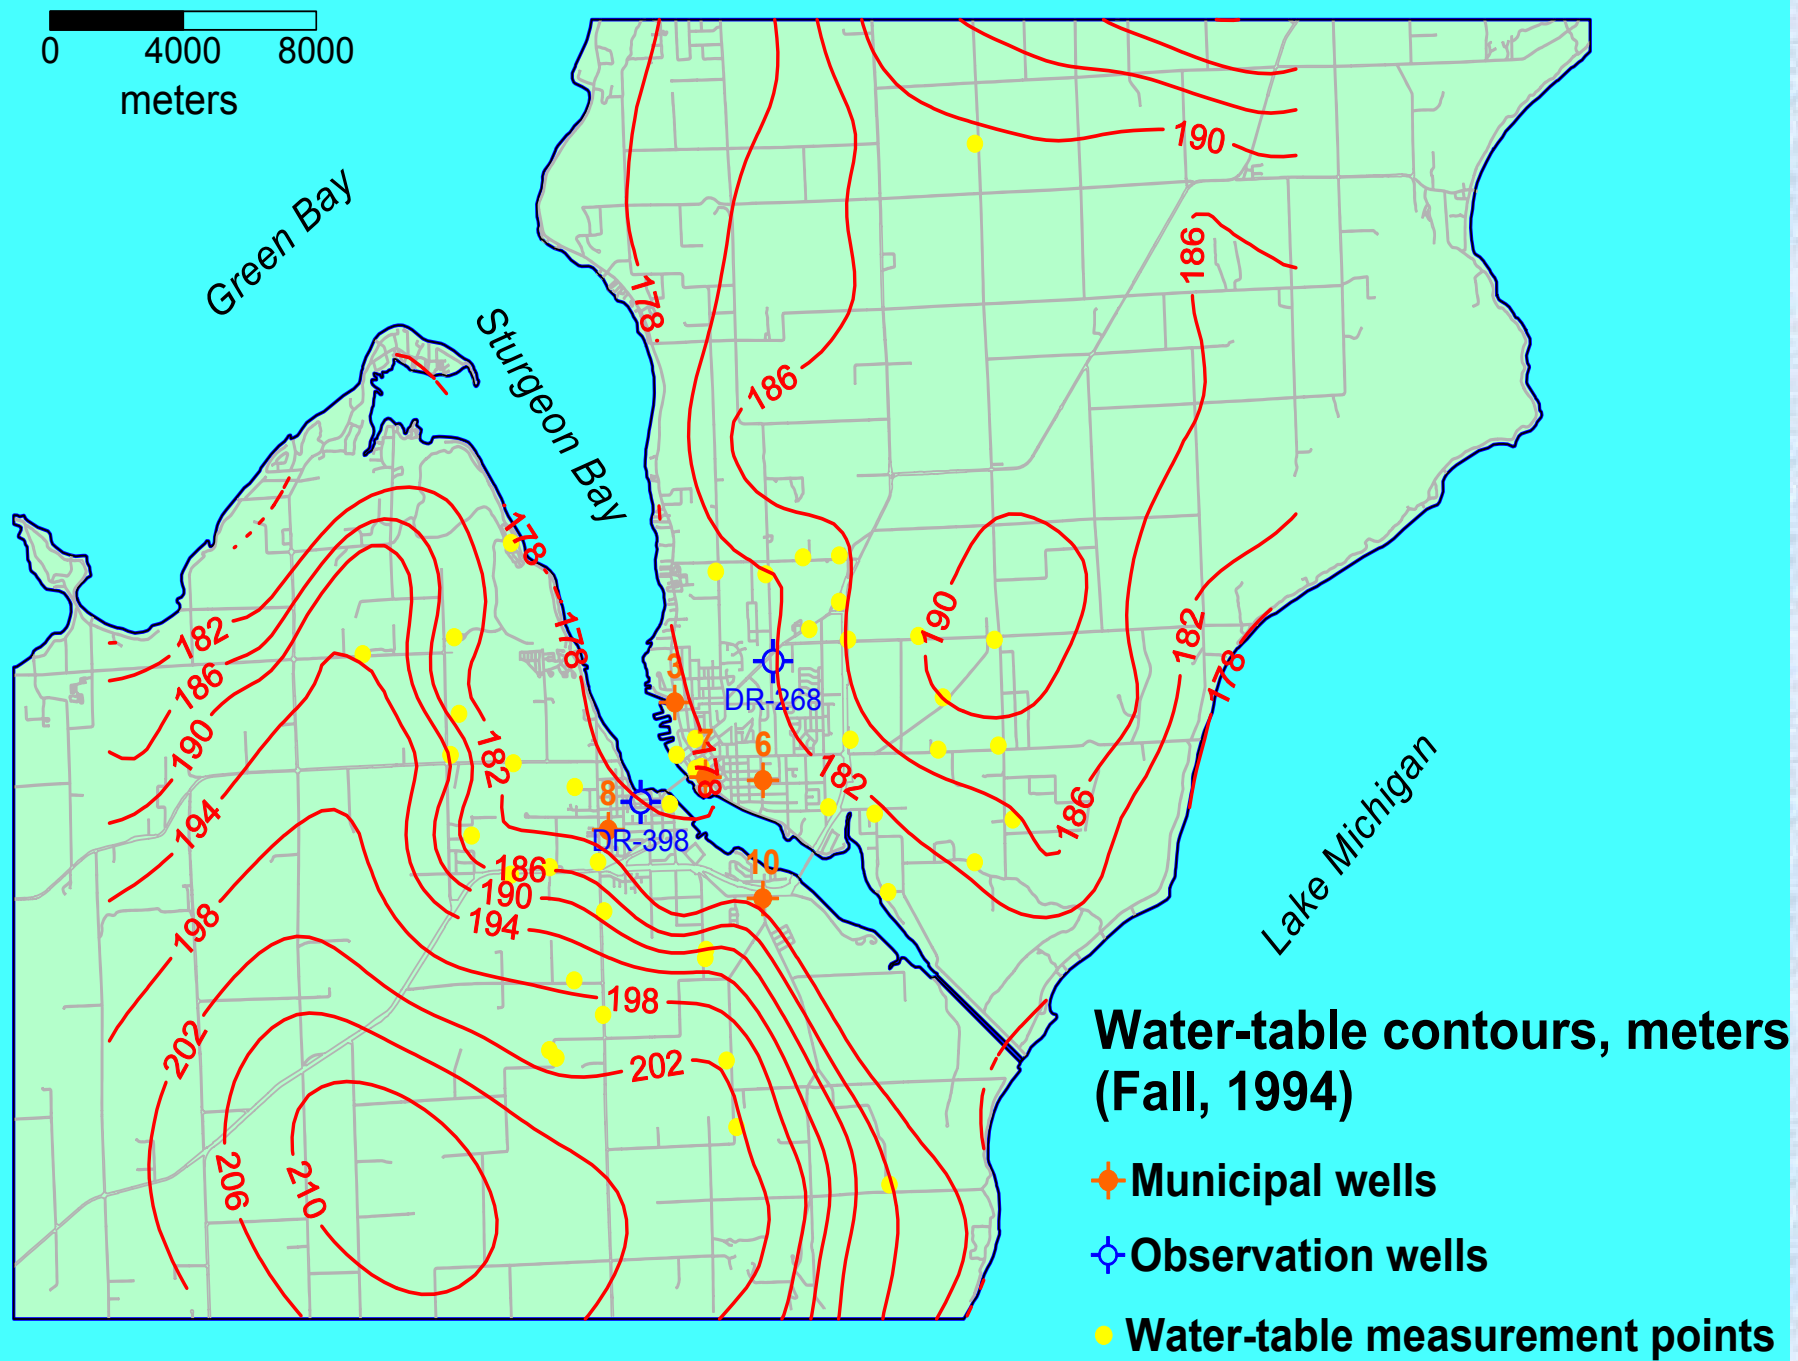 0 4000 8000
meters
Green Bay
Sturgeon Bay
190
186
178
186
178
182
186
190
194
198
202
206
210
178
182
186
190
194
198
202
190
182
178
3
DR-268
7
178
6
182
186
8
DR-398
10
Lake Michigan
Water-table contours, meters
(Fall, 1994)
Municipal wells
Observation wells
Water-table measurement points